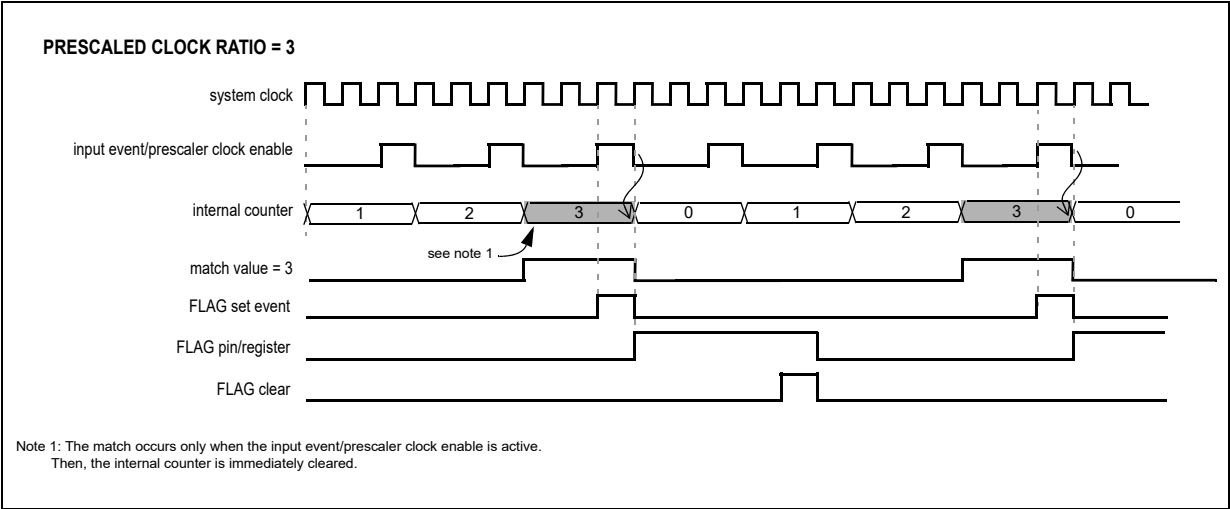 PRESCALED CLOCK RATIO = 3
system clock
input event/prescaler clock enable
internal counter
1 2 3 0 1 2 3 0
see note 1
match value = 3
FLAG set event
FLAG pin/register
FLAG clear
Note 1: The match occurs only when the input event/prescaler clock enable is active.
Then, the internal counter is immediately cleared.